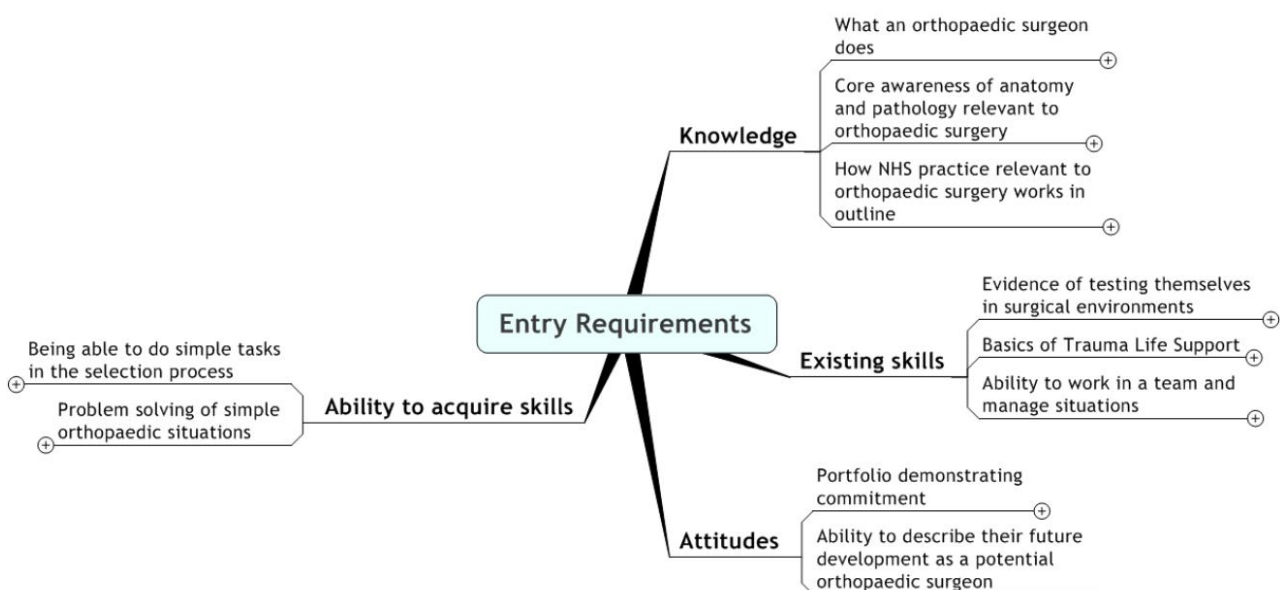 What an orthopaedic surgeon
does
Core awareness of anatomy
and pathology relevant to
orthopaedic surgery
Knowledge
How NHS practice relevant to
orthopaedic surgery works in
outline
Entry Requirements
Evidence of testing themselves
in surgical environments
Basics of Trauma Life Support
Existing skills
Ability to work in a team and
manage situations
Being able to do simple tasks
in the selection process
Ability to acquire skills
Problem solving of simple
orthopaedic situations
Portfolio demonstrating
commitment
Attitudes
Ability to describe their future
development as a potential
orthopaedic surgeon